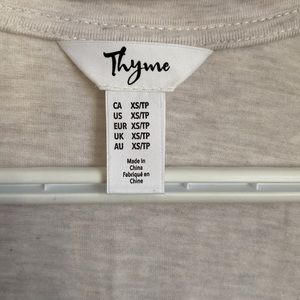 Thyme
CA XS/TP
US XS/TP
EUR XS/TP
UK XS/TP
AU XS/TP
Made in
China
Fabriqué en
Chine